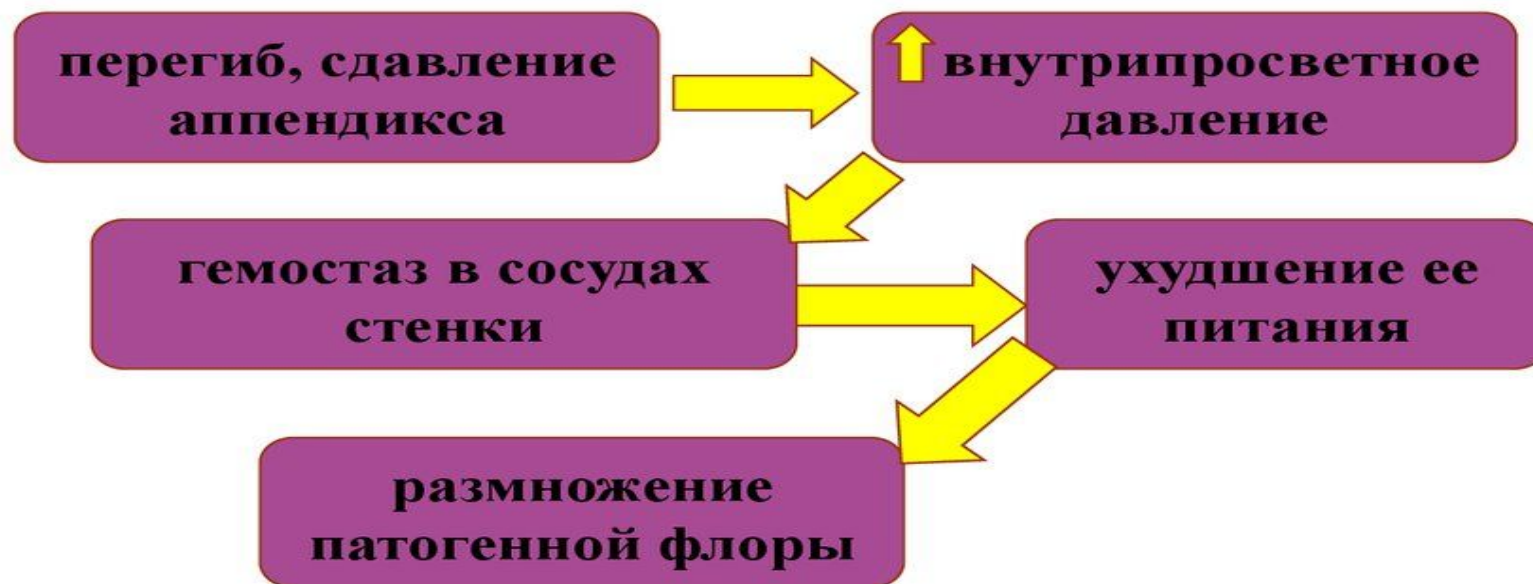 перегиб, сдавление
аппендикса
внутрипросветное
давление
гемостаз в сосудах
стенки
ухудшение ее
питания
размножение
патогенной флоры